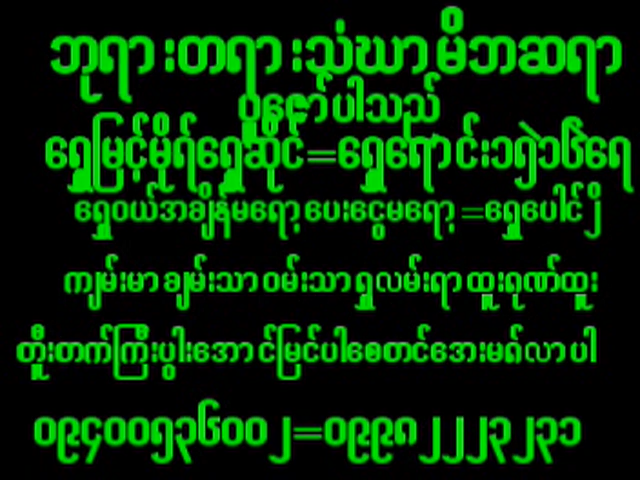 ဘုရား တရား သံဃာ မိဘဆရာ
ပူဇော်ပါသည်
ရွှေမြင့်မိုရ်ရွှေဆိုင်=ရွှေရောင်း၁၅၁၆ရေ
ရွှေဝယ်အချိန်မရော့ ပေးငွေမရော့ =ရွှေပေါင်၂ိ
ကျမ်းမာ ချမ်းသာ ဝမ်းသာ ရှုလမ်းရာ ထူးဂုဏ်ထူး
တိုးတက်ကြီးပွါးအောင်မြင်ပါစေတင်အေးမဂ်လာပါ
၀၉၄၀၀၅၃၆၀၀၂=၀၉၉၈၂၂၂၃၂၃၁